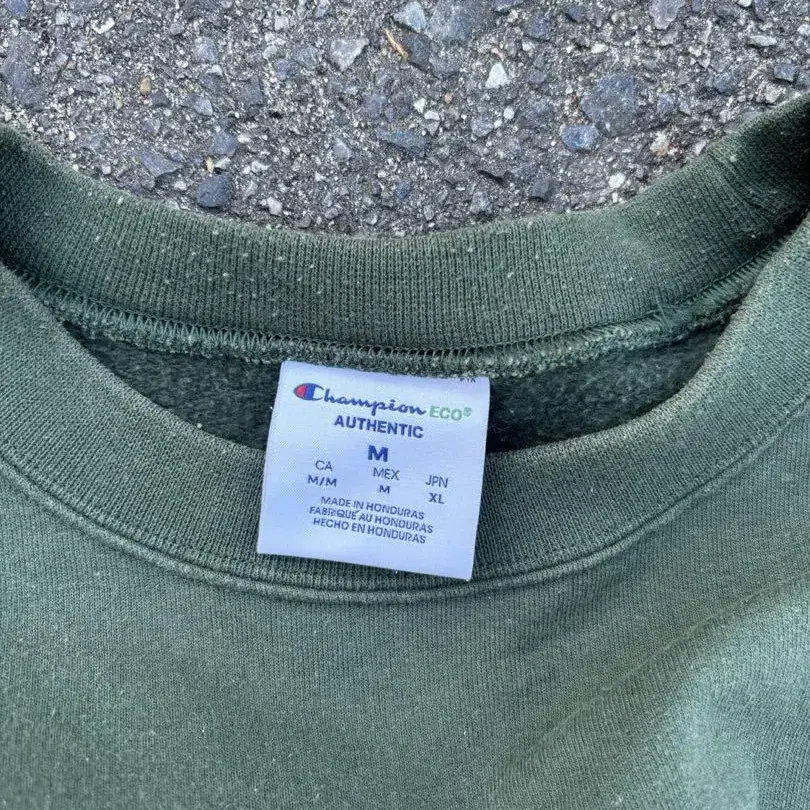 Champion ECO®
AUTHENTIC
M
CA MEX JPN
M/M M XL
MADE IN HONDURAS
FABRIQUÉ AU HONDURAS
HECHO EN HONDURAS